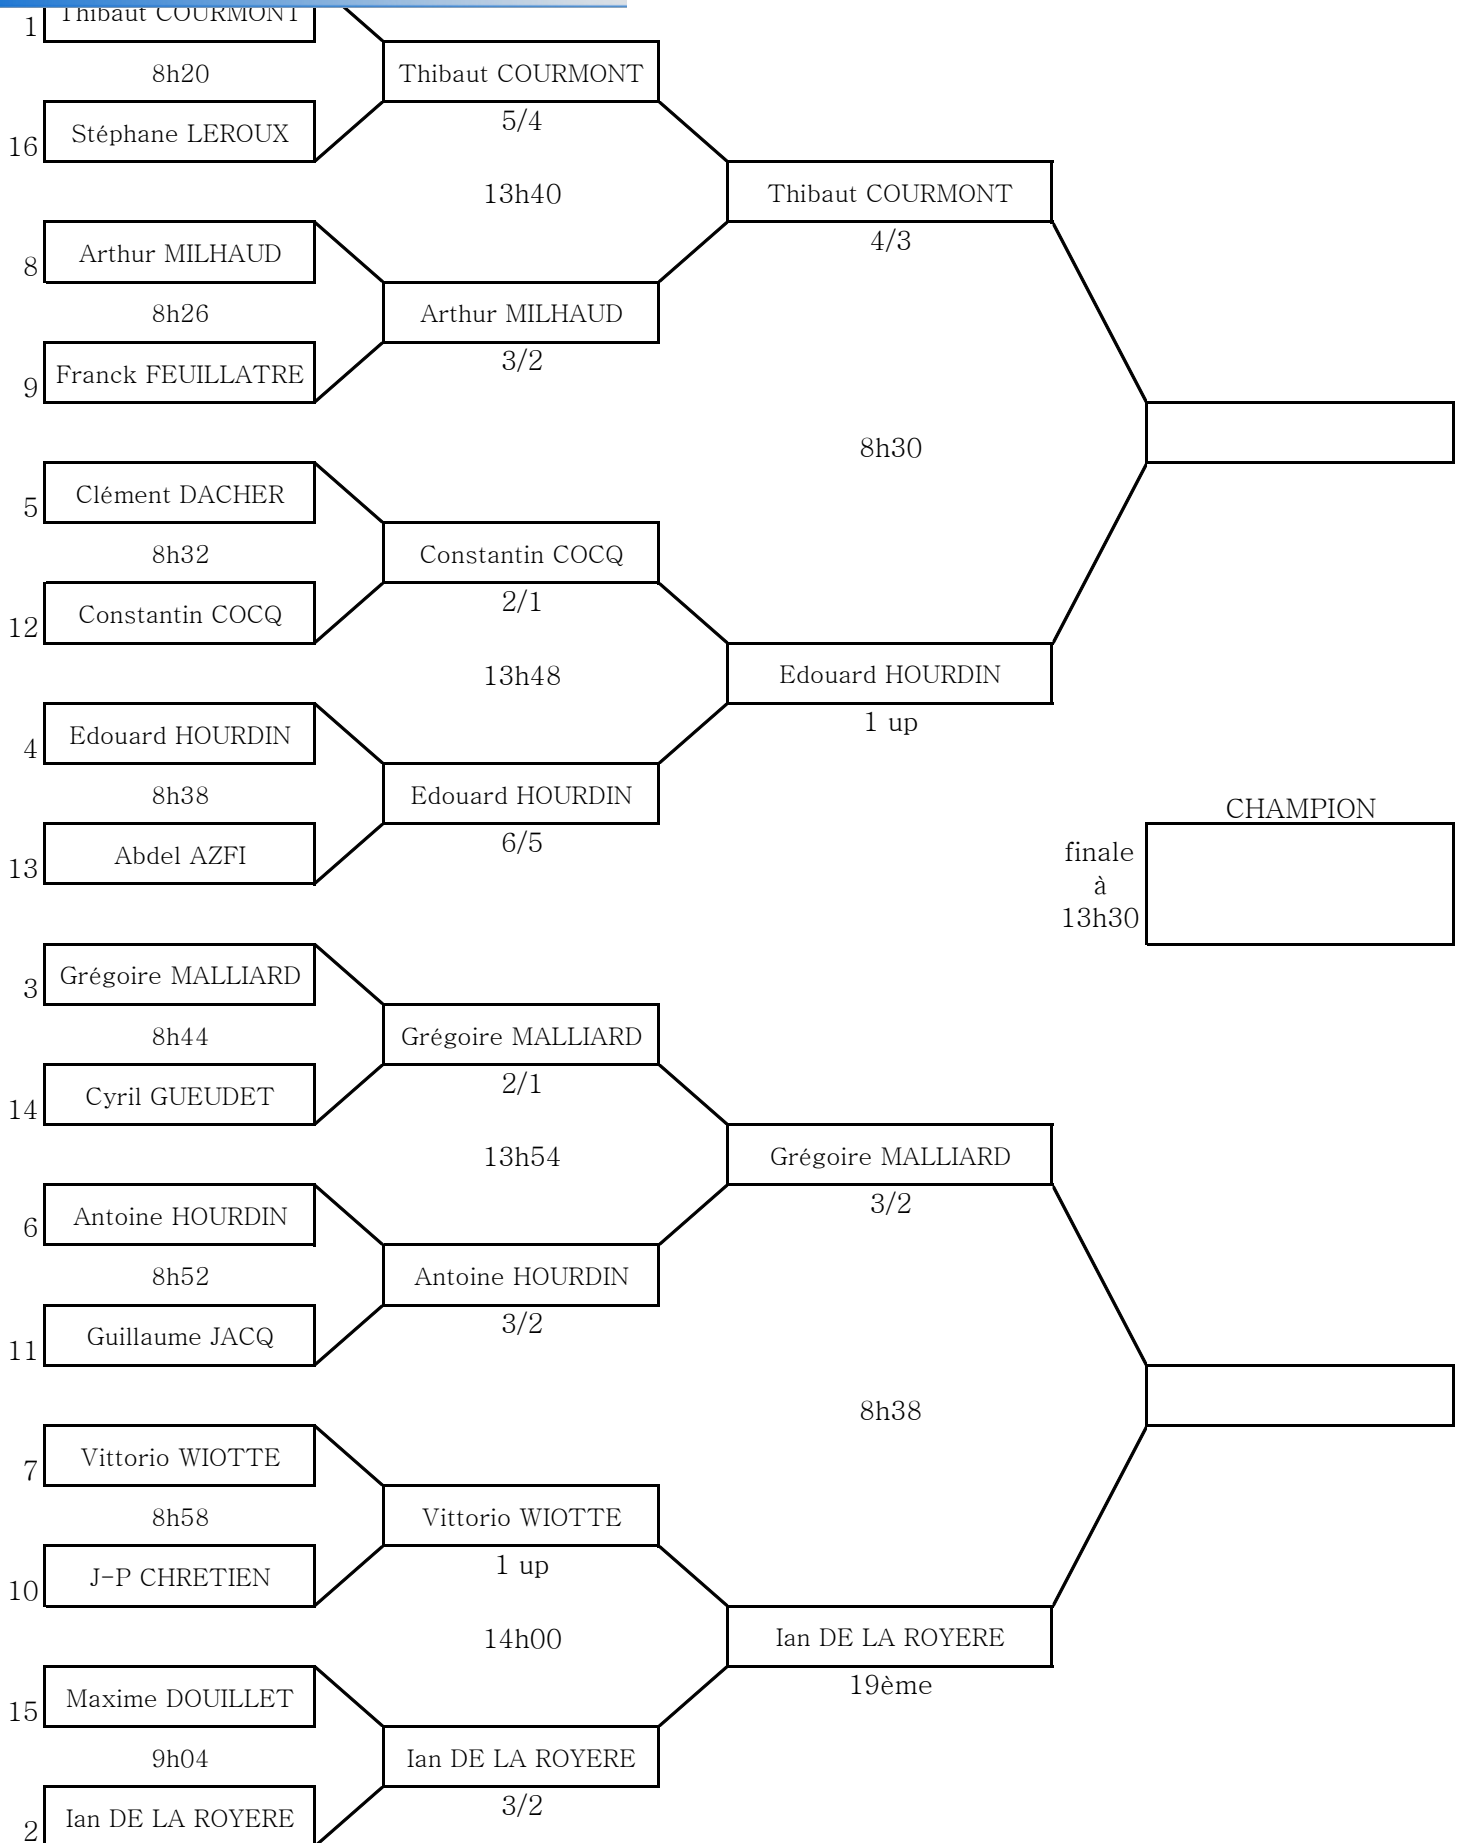 Thibaut COURMONT
1
8h20
Thibaut COURMONT
5/4
16
Stéphane LEROUX
13h40
Thibaut COURMONT
4/3
8
Arthur MILHAUD
8h26
Arthur MILHAUD
3/2
9
Franck FEUILLATRE
8h30
5
Clément DACHER
8h32
Constantin COCQ
2/1
12
Constantin COCQ
13h48
Edouard HOURDIN
1 up
4
Edouard HOURDIN
8h38
Edouard HOURDIN
6/5
13
Abdel AZFI
CHAMPION
finale
à
13h30
3
Grégoire MALLIARD
8h44
Grégoire MALLIARD
2/1
14
Cyril GUEUDET
13h54
Grégoire MALLIARD
3/2
6
Antoine HOURDIN
8h52
Antoine HOURDIN
3/2
11
Guillaume JACQ
8h38
7
Vittorio WIOTTE
8h58
Vittorio WIOTTE
1 up
10
J-P CHRETIEN
14h00
Ian DE LA ROYERE
19ème
15
Maxime DOUILLET
9h04
Ian DE LA ROYERE
3/2
2
Ian DE LA ROYERE